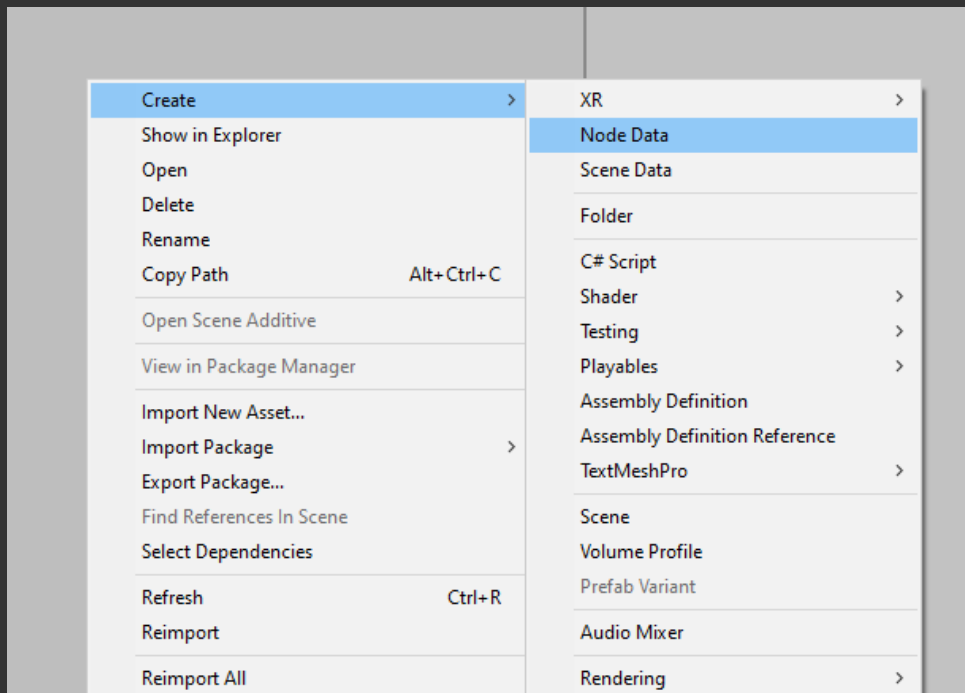 Create
Show in Explorer
Open
Delete
Rename
Copy Path Alt+Ctrl+C
Open Scene Additive
View in Package Manager
Import New Asset...
Import Package
Export Package...
Find References In Scene
Select Dependencies
Refresh Ctrl+R
Reimport
Reimport All
XR
Node Data
Scene Data
Folder
C# Script
Shader
Testing
Playables
Assembly Definition
Assembly Definition Reference
TextMeshPro
Scene
Volume Profile
Prefab Variant
Audio Mixer
Rendering